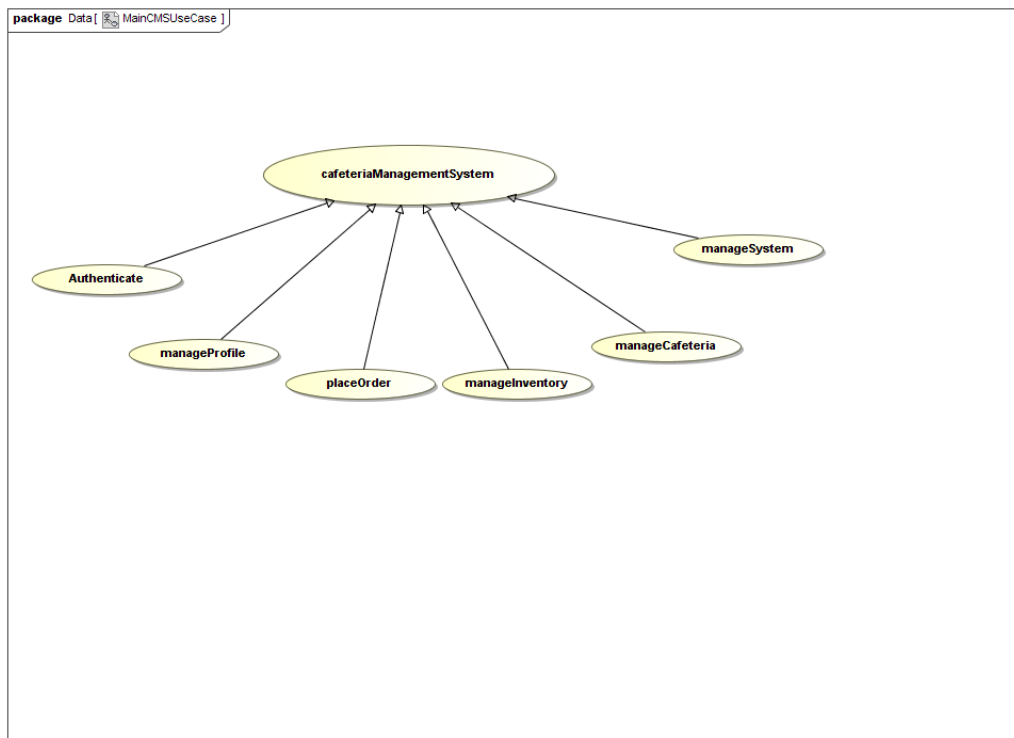 package Data [ MainCMSUseCase ]
cafeteriaManagementSystem
manageSystem
Authenticate
manageCafeteria
manageProfile
placeOrder
manageInventory